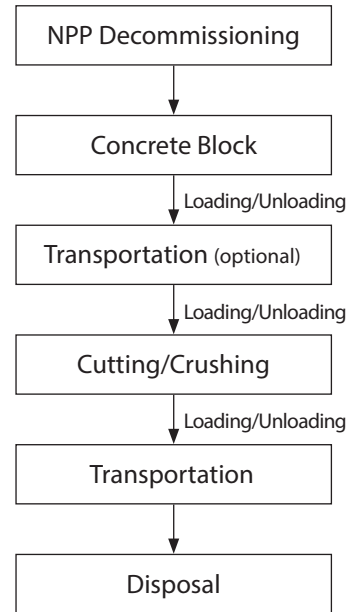 NPP Decommissioning
Concrete Block
Loading/Unloading
Transportation (optional)
Loading/Unloading
Cutting/Crushing
Loading/Unloading
Transportation
Disposal